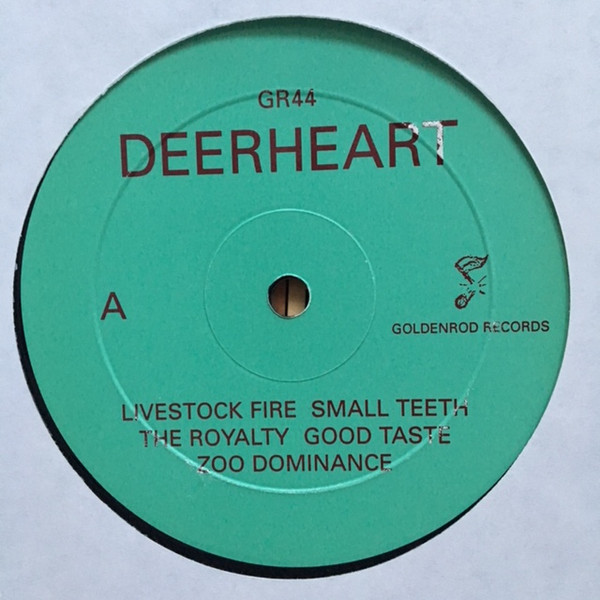 GR44
DEERHEART
A
GOLDENROD RECORDS
LIVESTOCK FIRE SMALL TEETH
THE ROYALTY GOOD TASTE
ZOO DOMINANCE